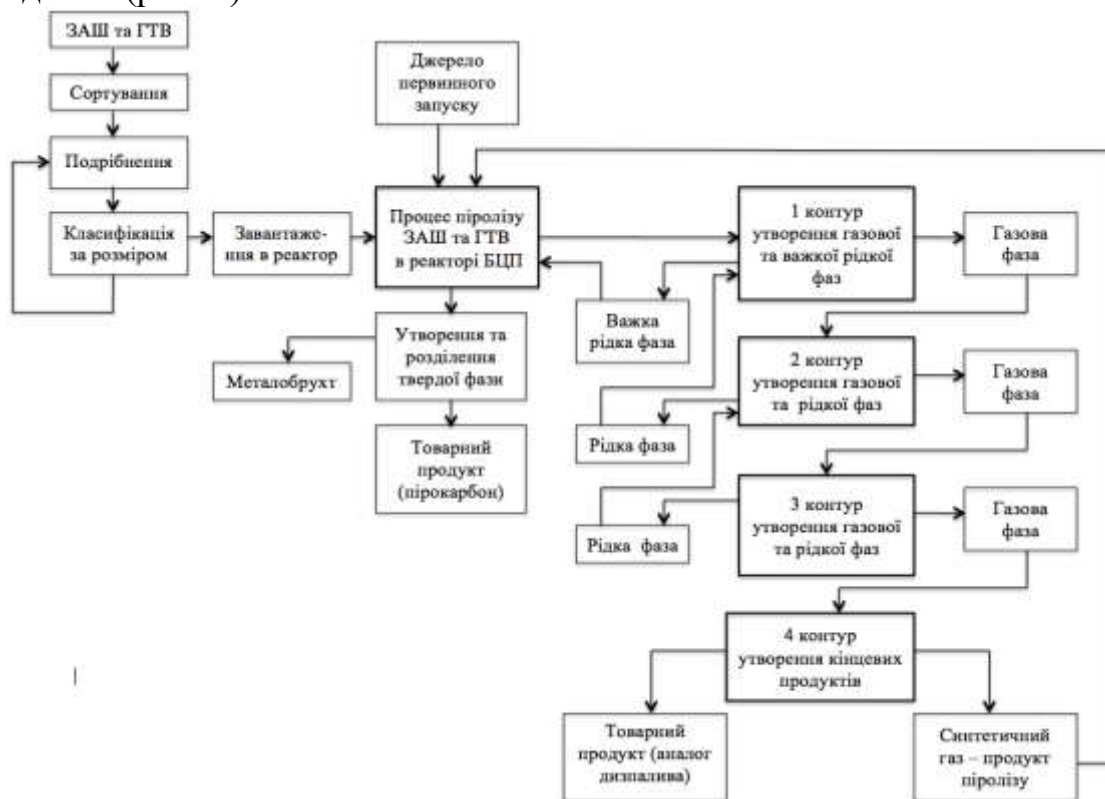 ЗАШ та ГТВ
Сортування
Подрібнення
Класифікація
за розміром
Завантаже-
ння в реактор
Джерело
первинного
запуску
Процес піролізу
ЗАШ та ГТВ
в реакторі БЦП
Утворення та
розділення
твердої фази
Металобрухт
Товарний
продукт
(пірокарбон)
1 контур
утворення газової
та важкої рідкої
фаз
Газова
фаза
Важка
рідка фаза
2 контур
утворення газової
та рідкої фаз
Газова
фаза
Рідка фаза
3 контур
утворення газової
та рідкої фаз
Газова
фаза
Рідка фаза
4 контур
утворення кінцевих
продуктів
Товарний
продукт (аналог
дизпалива)
Синтетичний
газ – продукт
піролізу